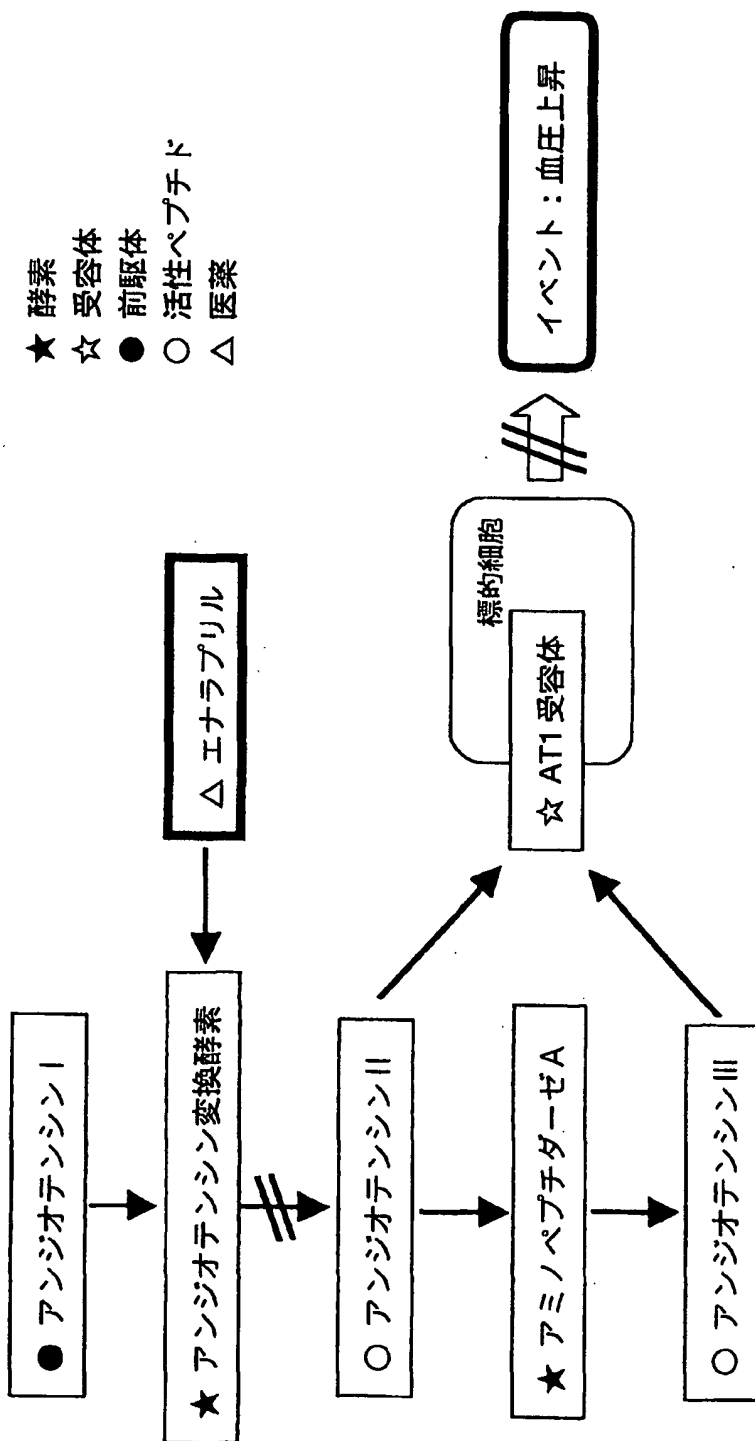 ★ 酵素
☆ 受容体
● 前駆体
○ 活性ペプチド
△ 医薬
● アンジオテンシン I
★ アンジオテンシン変換酵素
△ エナラプリル
○ アンジオテンシン II
★ アミノペプチダーゼ A
○ アンジオテンシン III
標的細胞
☆ AT1 受容体
イベント：血圧上昇